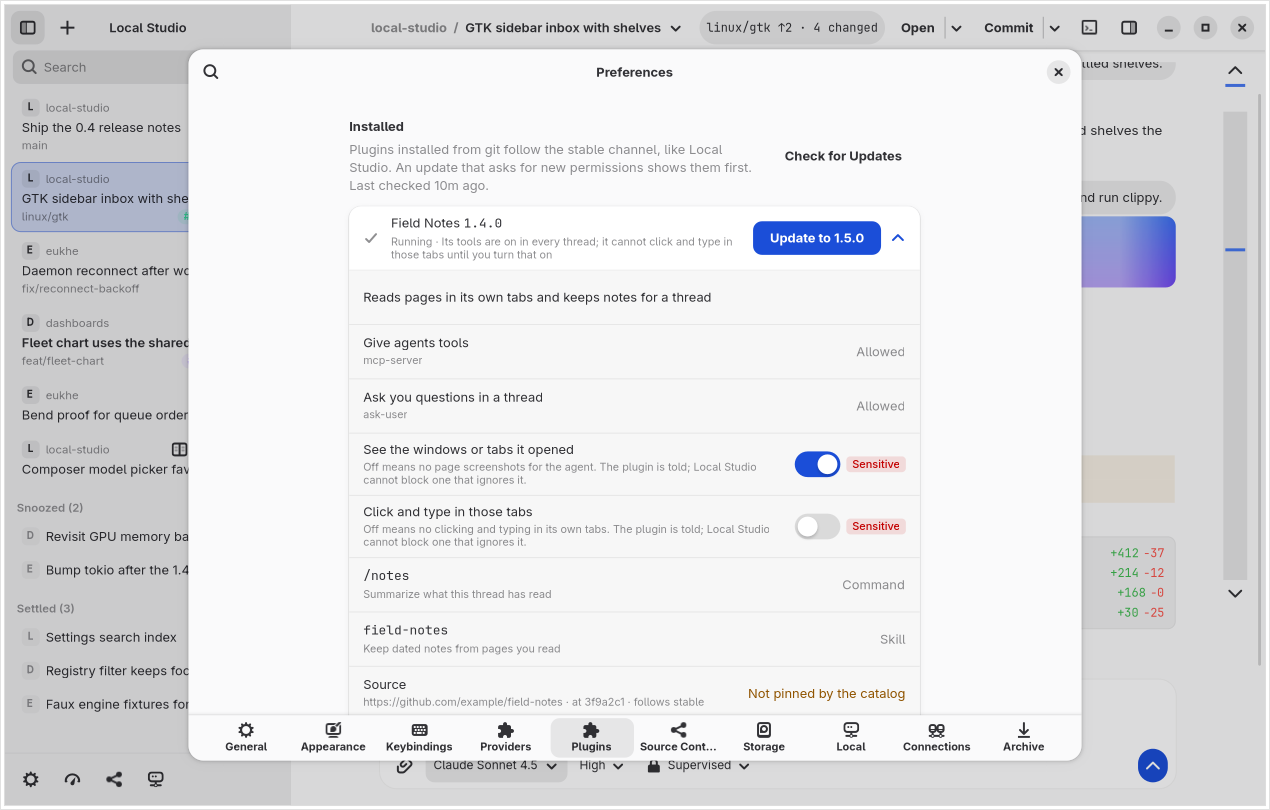 Local Studio
local-studio / GTK sidebar inbox with shelves
linux/gtk ↑2 · 4 changed
Open
Commit
Search
L local-studio
Ship the 0.4 release notes
main
L local-studio
GTK sidebar inbox with she
linux/gtk
E eukhe
Daemon reconnect after wo
fix/reconnect-backoff
D dashboards
Fleet chart uses the shared
feat/fleet-chart
E eukhe
Bend proof for queue order
L local-studio
Composer model picker fav
Snoozed (2)
D Revisit GPU memory ba
E Bump tokio after the 1.4
Settled (3)
L Settings search index
D Registry filter keeps foc
E Faux engine fixtures for
Preferences
Installed
Plugins installed from git follow the stable channel, like Local
Studio. An update that asks for new permissions shows them first.
Last checked 10m ago.
Check for Updates
Field Notes 1.4.0
Running · Its tools are on in every thread; it cannot click and type in
those tabs until you turn that on
Update to 1.5.0
Reads pages in its own tabs and keeps notes for a thread
Give agents tools
mcp-server
Allowed
Ask you questions in a thread
ask-user
Allowed
See the windows or tabs it opened
Off means no page screenshots for the agent. The plugin is told; Local Studio
cannot block one that ignores it.
Sensitive
Click and type in those tabs
Off means no clicking and typing in its own tabs. The plugin is told; Local Studio
cannot block one that ignores it.
Sensitive
/notes
Summarize what this thread has read
Command
field-notes
Keep dated notes from pages you read
Skill
Source
https://github.com/example/field-notes · at 3f9a2c1 · follows stable
Not pinned by the catalog
General
Appearance
Keybindings
Providers
Plugins
Source Cont...
Storage
Local
Connections
Archive
shelves.
d shelves the
nd run clippy.
+412 -37
+214 -12
+168 -0
+30 -25
Claude Sonnet 4.5
High
Supervised